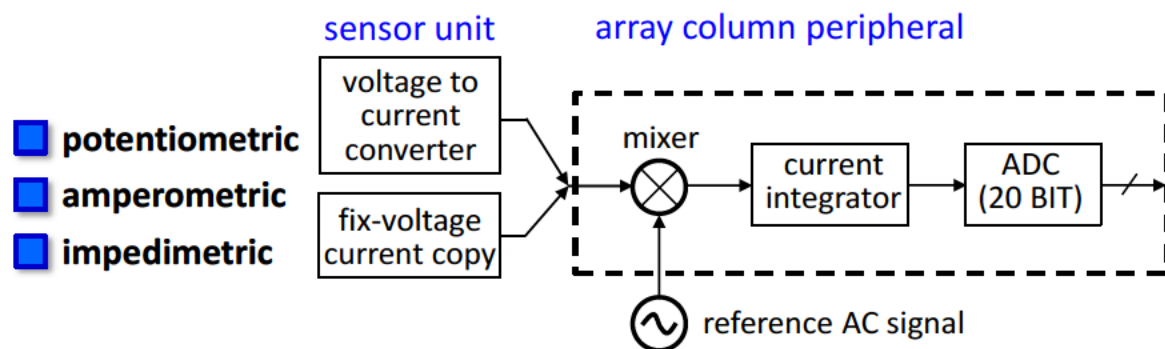 sensor unit
array column peripheral
potentiometric
amperometric
impedimetric
voltage to
current
converter
fix-voltage
current copy
mixer
current
integrator
ADC
(20 BIT)
reference AC signal